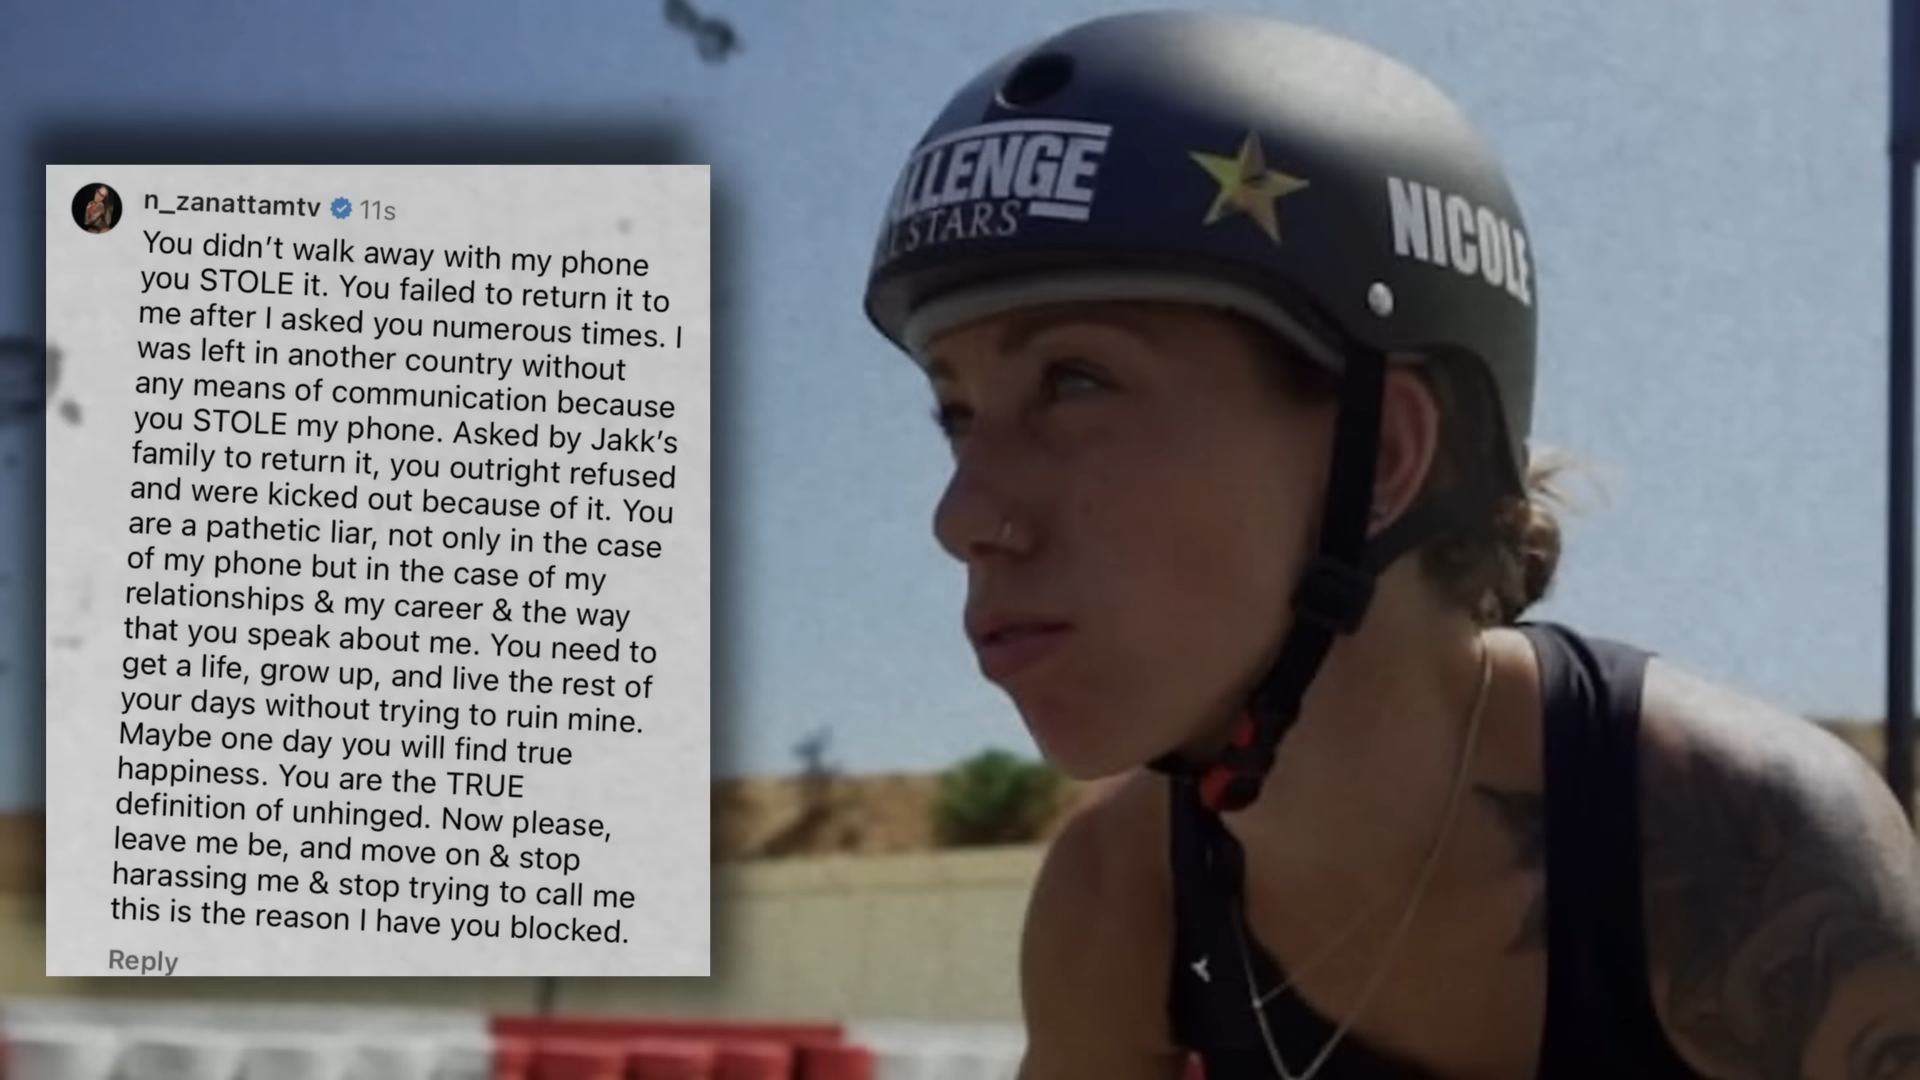 n_zanattamtv 11s
You didn't walk away with my phone
you STOLE it. You failed to return it to
me after I asked you numerous times. I
was left in another country without
any means of communication because
you STOLE my phone. Asked by Jakk's
family to return it, you outright refused
and were kicked out because of it. You
are a pathetic liar, not only in the case
of my phone but in the case of my
relationships & my career & the way
that you speak about me. You need to
get a life, grow up, and live the rest of
your days without trying to ruin mine.
Maybe one day you will find true
happiness. You are the TRUE
definition of unhinged. Now please,
leave me be, and move on & stop
harassing me & stop trying to call me
this is the reason I have you blocked.
Reply
ALLENGE
STARS
NICOLE